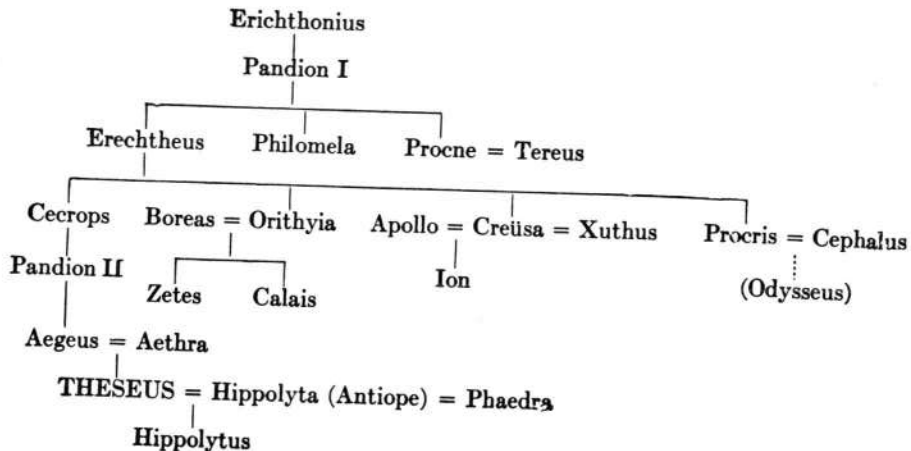 Erichthonius
Pandion I
Erechtheus Philomela Procne = Tereus
Cecrops Boreas = Orithyia Apollo = Creüsa = Xuthus Procris = Cephalus
Pandion II
Zetes Calais Ion (Odysseus)
Aegeus = Aethra
THESEUS = Hippolyta (Antiope) = Phaedra
Hippolytus